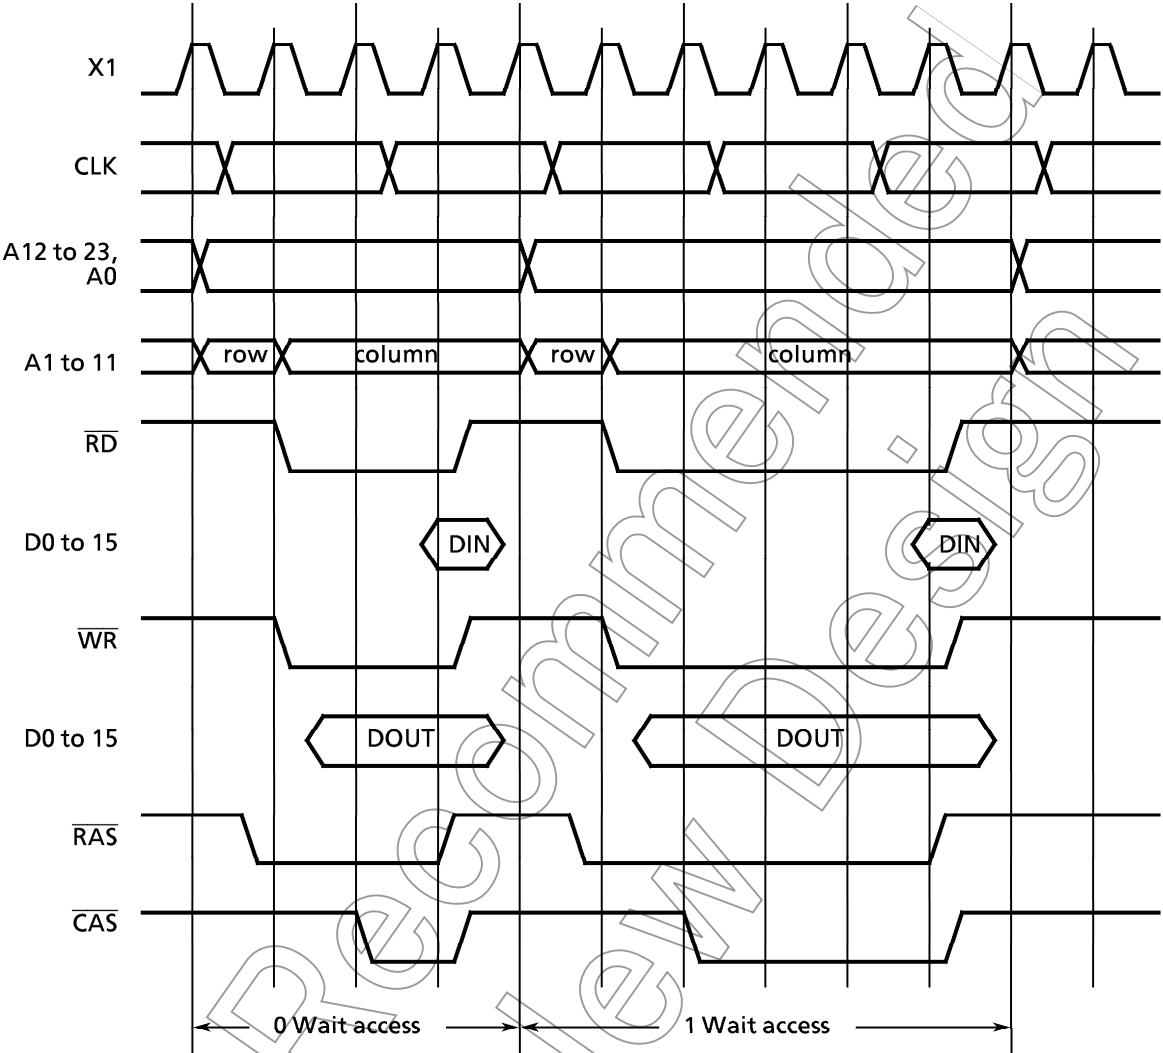 X1
CLK
A12 to 23,
A0
A1 to 11
row
column
row
column
RD
D0 to 15
DIN
DIN
WR
D0 to 15
DOUT
DOUT
RAS
CAS
0 Wait access
1 Wait access
Recommended
ew Design